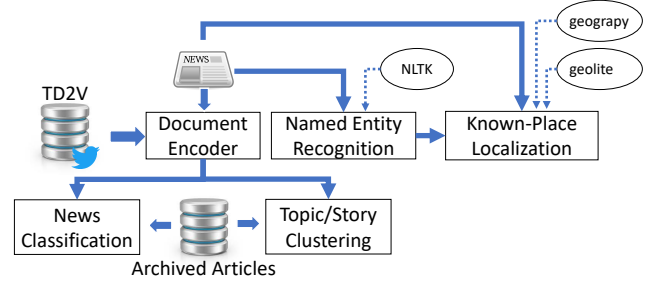 geograpy
NEWS
NLTK
geolite
TD2V
Document
Encoder
Named Entity
Recognition
Known-Place
Localization
News
Classification
Topic/Story
Clustering
Archived Articles